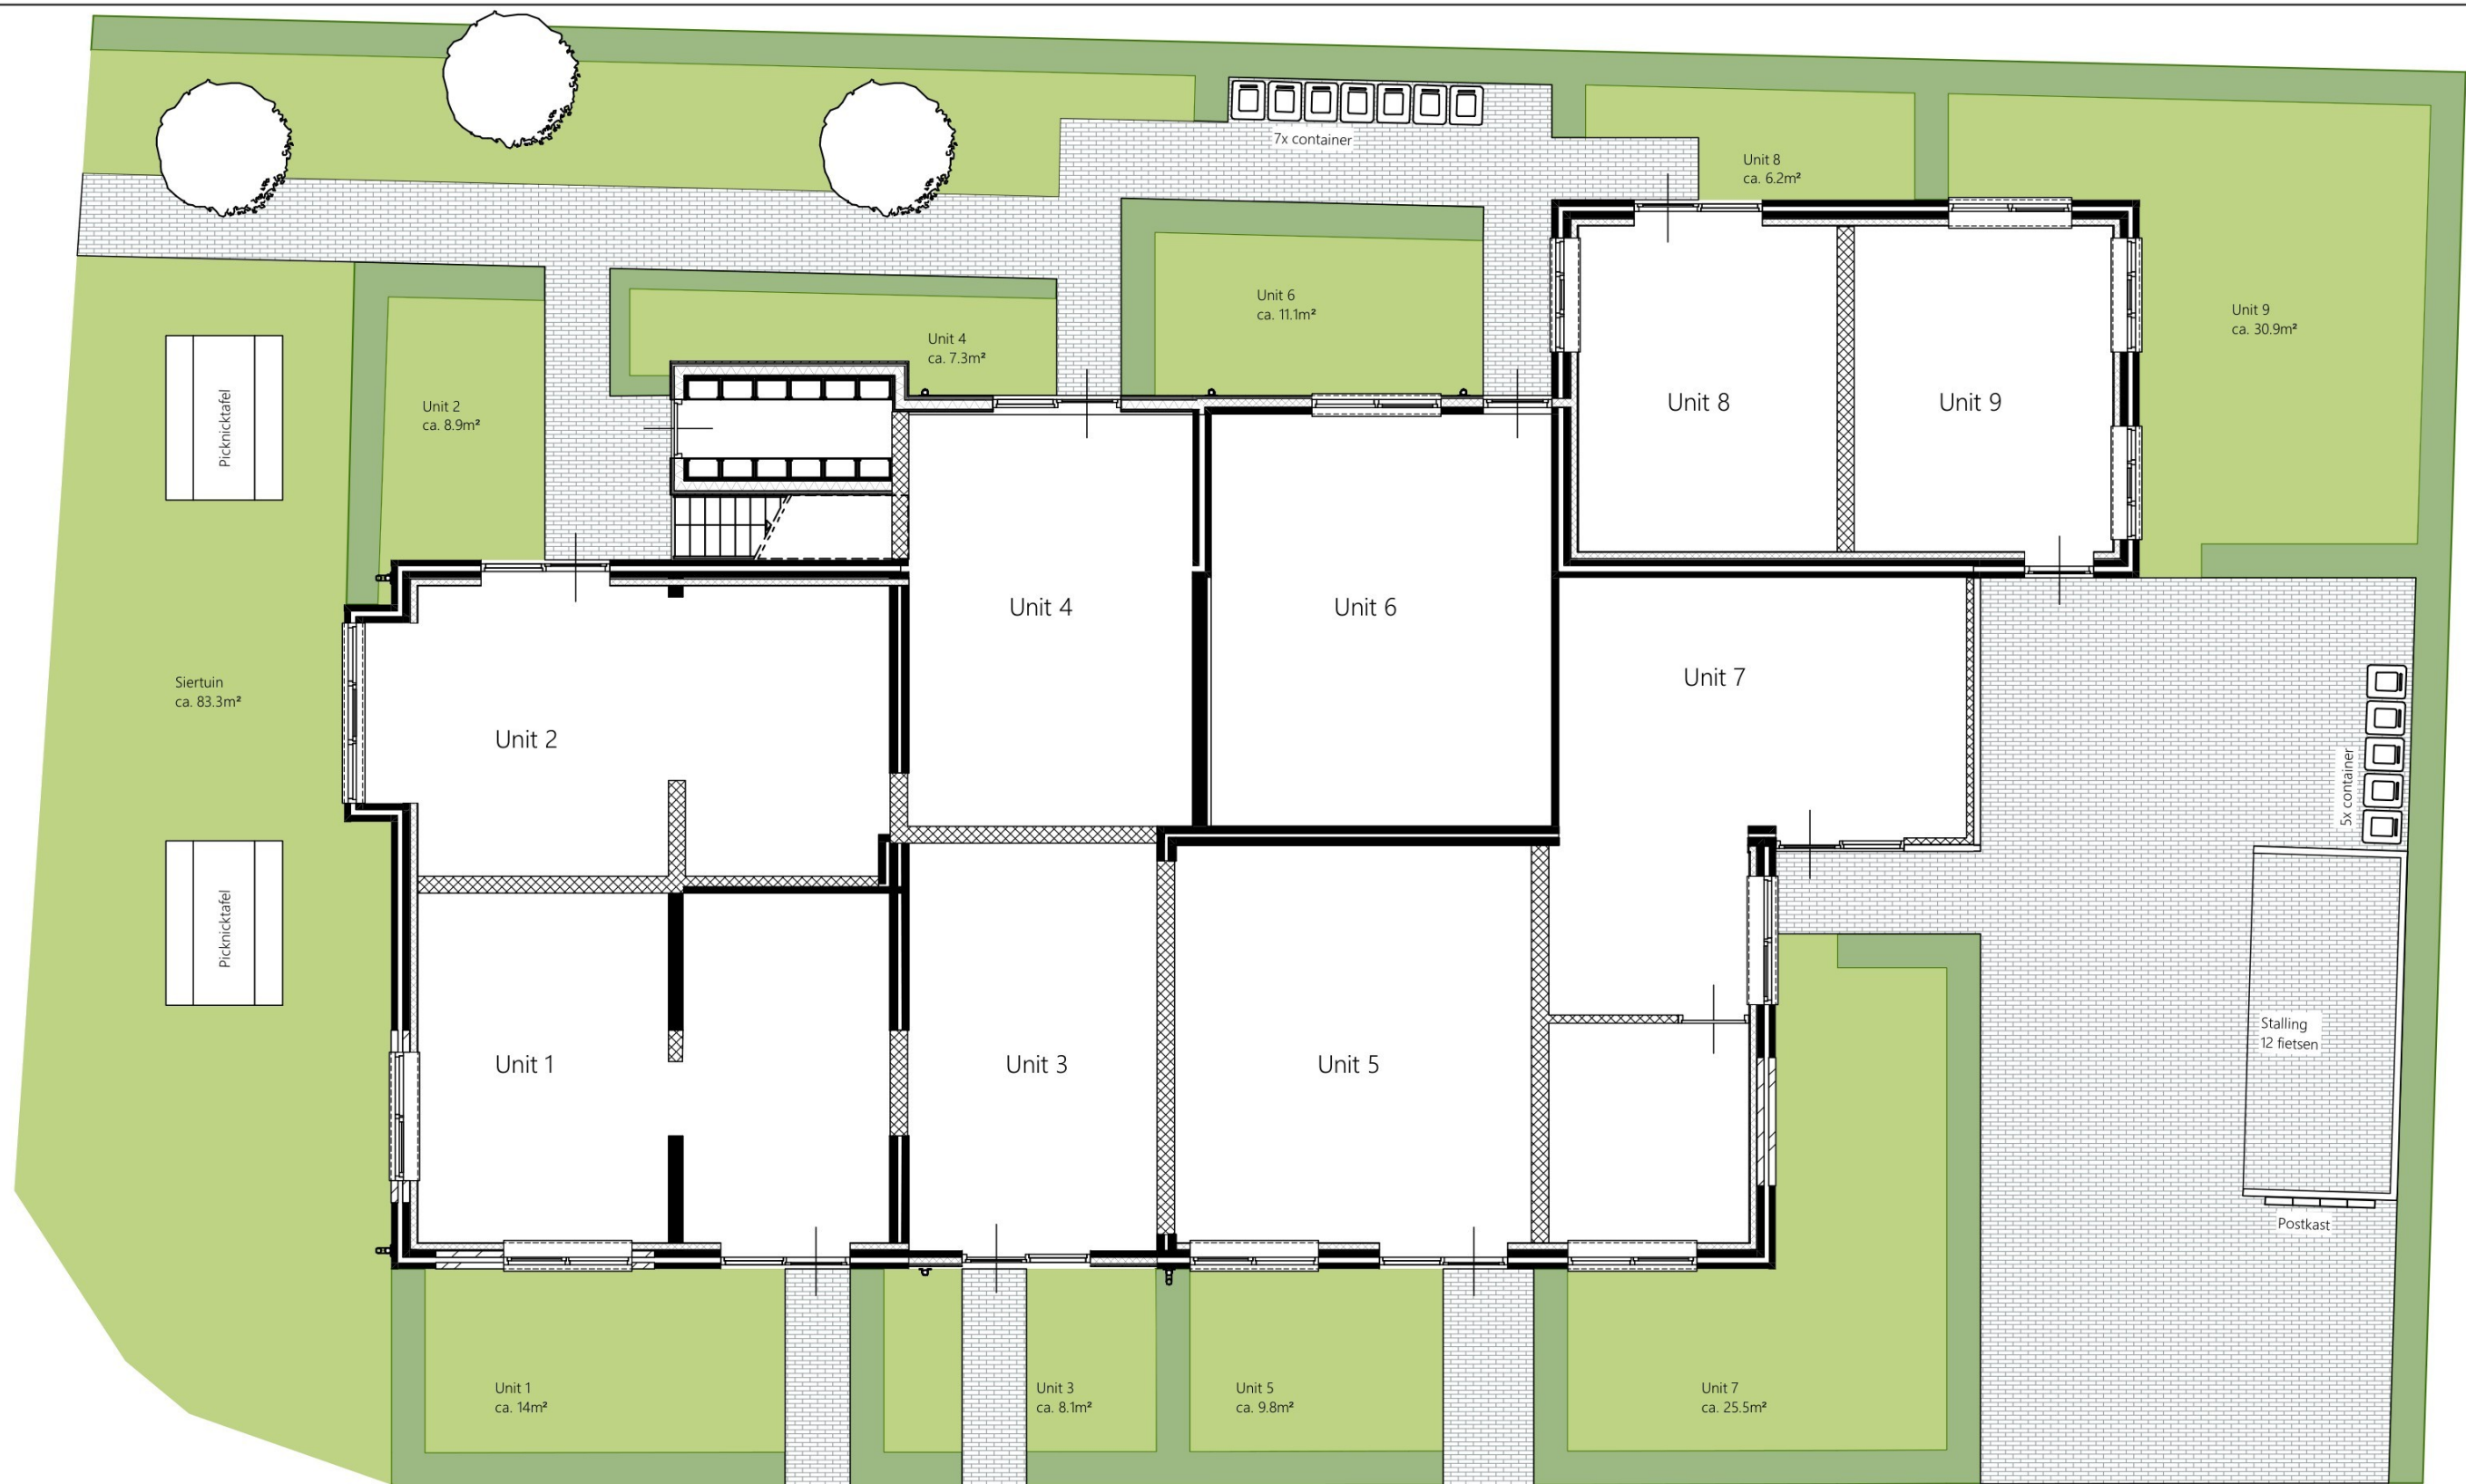 7x container
Unit 8
ca. 6.2m²
Unit 6
ca. 11.1m²
Unit 9
ca. 30.9m²
Unit 4
ca. 7.3m²
Picknicktafel
Unit 2
ca. 8.9m²
Unit 8
Unit 9
Unit 4
Unit 6
Unit 7
Siertuin
ca. 83.3m²
Unit 2
5x container
Picknicktafel
Unit 1
Unit 3
Unit 5
Stalling
12 fietsen
Postkast
Unit 1
ca. 14m²
Unit 3
ca. 8.1m²
Unit 5
ca. 9.8m²
Unit 7
ca. 25.5m²